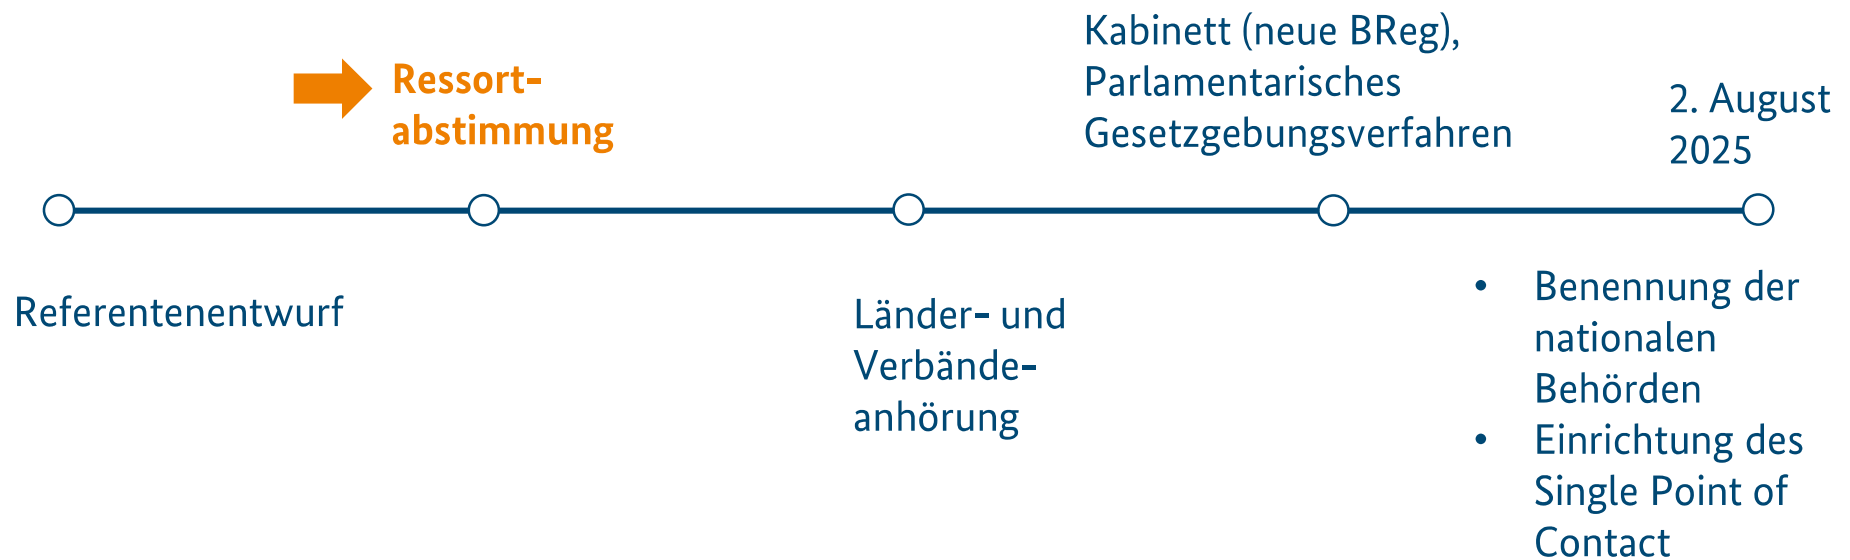 Referentenentwurf
Ressort-
abstimmung
Länder- und
Verbände-
anhörung
Kabinett (neue BReg),
Parlamentarisches
Gesetzgebungsverfahren
2. August
2025
• Benennung der
nationalen
Behörden
• Einrichtung des
Single Point of
Contact